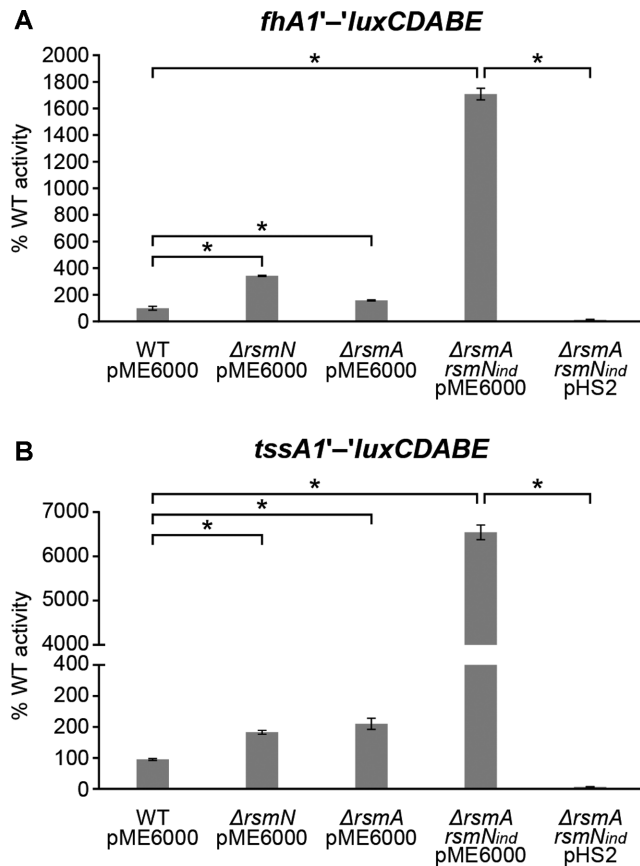 A
fhA1'–'luxCDABE
% WT activity
2000
1800
1600
1400
1200
1000
800
600
400
200
0
*
*
*
*
WT
pME6000
ΔrsmN
pME6000
ΔrsmA
pME6000
ΔrsmA
rsmNind
pME6000
ΔrsmA
rsmNind
pHS2
B
tssA1'–'luxCDABE
% WT activity
7000
6000
5000
4000
400
200
200
100
0
*
*
*
*
WT
pME6000
ΔrsmN
pME6000
ΔrsmA
pME6000
ΔrsmA
rsmNind
pME6000
ΔrsmA
rsmNind
pHS2